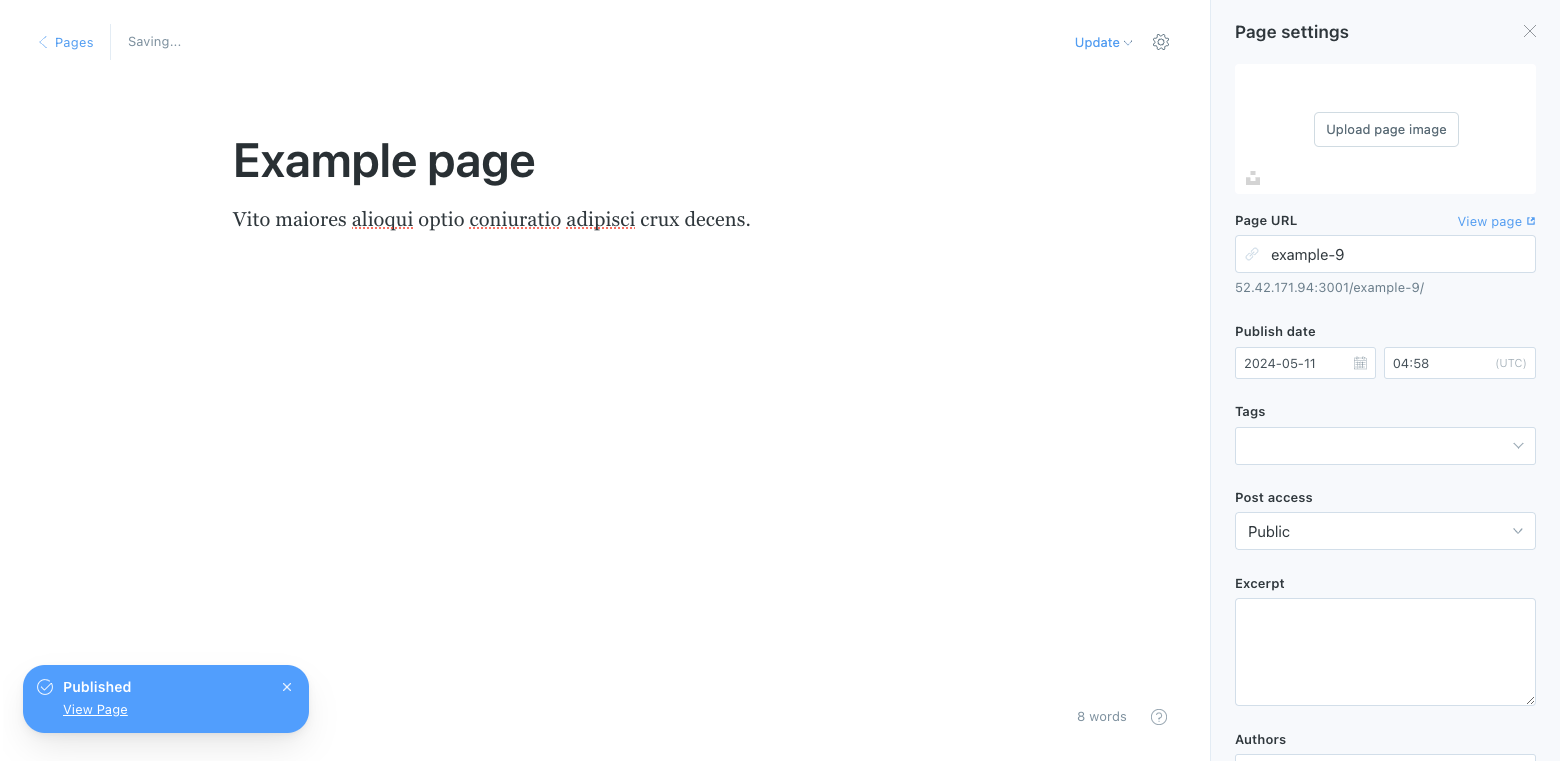 Pages
Saving...
Update
Page settings
Upload page image
Example page
Vito maiores alioqui optio coniuratio adipisci crux decens.
Page URL
View page
example-9
52.42.171.94:3001/example-9/
Publish date
2024-05-11
04:58
(UTC)
Tags
Post access
Public
Excerpt
Authors
Published
View Page
8 words
?